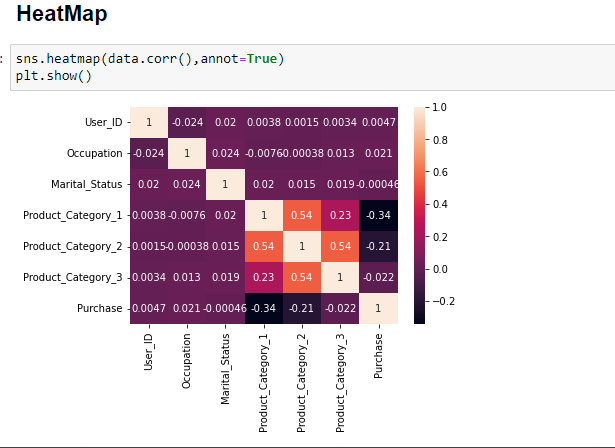 HeatMap
: sns.heatmap(data.corr(),annot=True)
plt.show()
User_ID 1 -0.024 0.02 0.0038 0.0015 0.0034 0.0047
Occupation -0.024 1 0.024 -0.0076 0.00038 0.013 0.021
Marital_Status 0.02 0.024 1 0.02 0.015 0.019 -0.00046
Product_Category_1 0.0038 -0.0076 0.02 1 0.54 0.23 -0.34
Product_Category_2 0.0015 -0.00038 0.015 0.54 1 0.54 -0.21
Product_Category_3 0.0034 0.013 0.019 0.23 0.54 1 -0.022
Purchase 0.0047 0.021 -0.00046 -0.34 -0.21 -0.022 1
User_ID
Occupation
Marital_Status
Product_Category_1
Product_Category_2
Product_Category_3
Purchase
1.0
0.8
0.6
0.4
0.2
0.0
−0.2